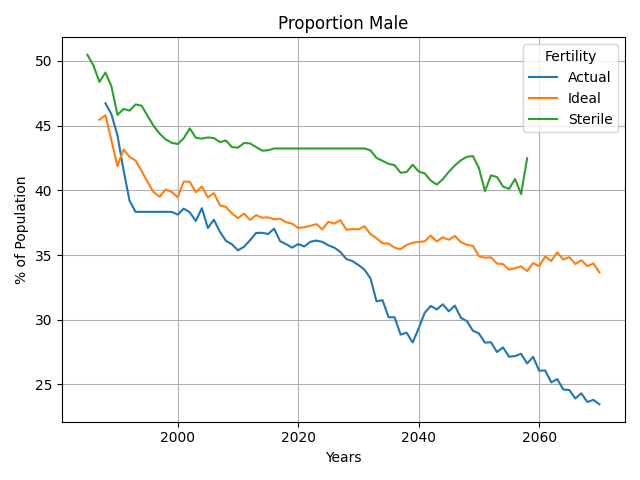 Proportion Male
Fertility
Actual
Ideal
Sterile
% of Population
50
45
40
35
30
25
2000 2020 2040 2060
Years